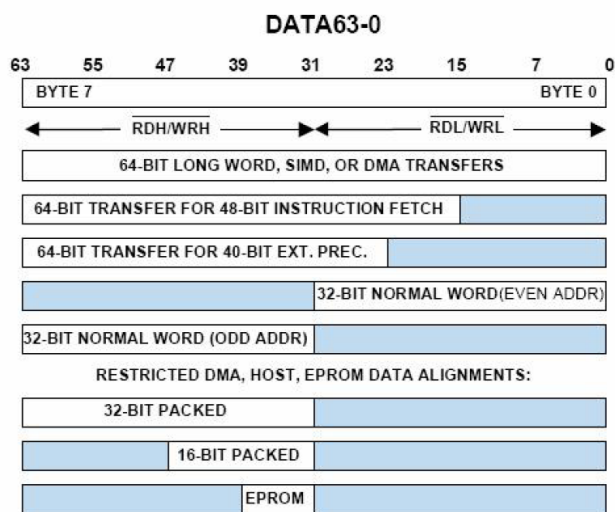 DATA63-0
63 55 47 39 31 23 15 7 0
BYTE 7 BYTE 0
RDH/WRH RDL/WRL
64-BIT LONG WORD, SIMD, OR DMA TRANSFERS
64-BIT TRANSFER FOR 48-BIT INSTRUCTION FETCH
64-BIT TRANSFER FOR 40-BIT EXT. PREC.
32-BIT NORMAL WORD(EVEN ADDR)
32-BIT NORMAL WORD (ODD ADDR)
RESTRICTED DMA, HOST, EPROM DATA ALIGNMENTS:
32-BIT PACKED
16-BIT PACKED
EPROM